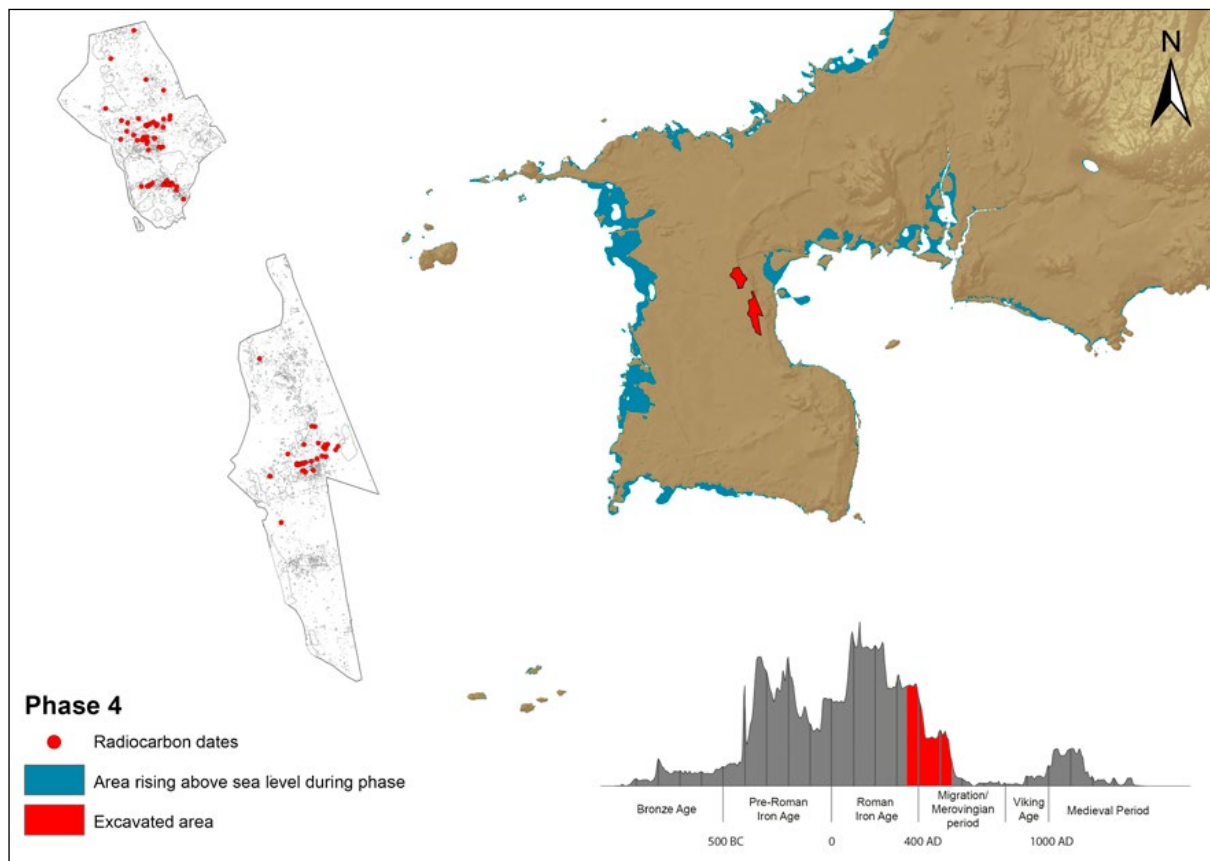 N
Phase 4
Radiocarbon dates
Area rising above sea level during phase
Excavated area
Bronze Age
Pre-Roman
Iron Age
Roman
Iron Age
Migration/
Merovingian
period
Viking
Age
Medieval Period
500 BC
0
400 AD
1000 AD